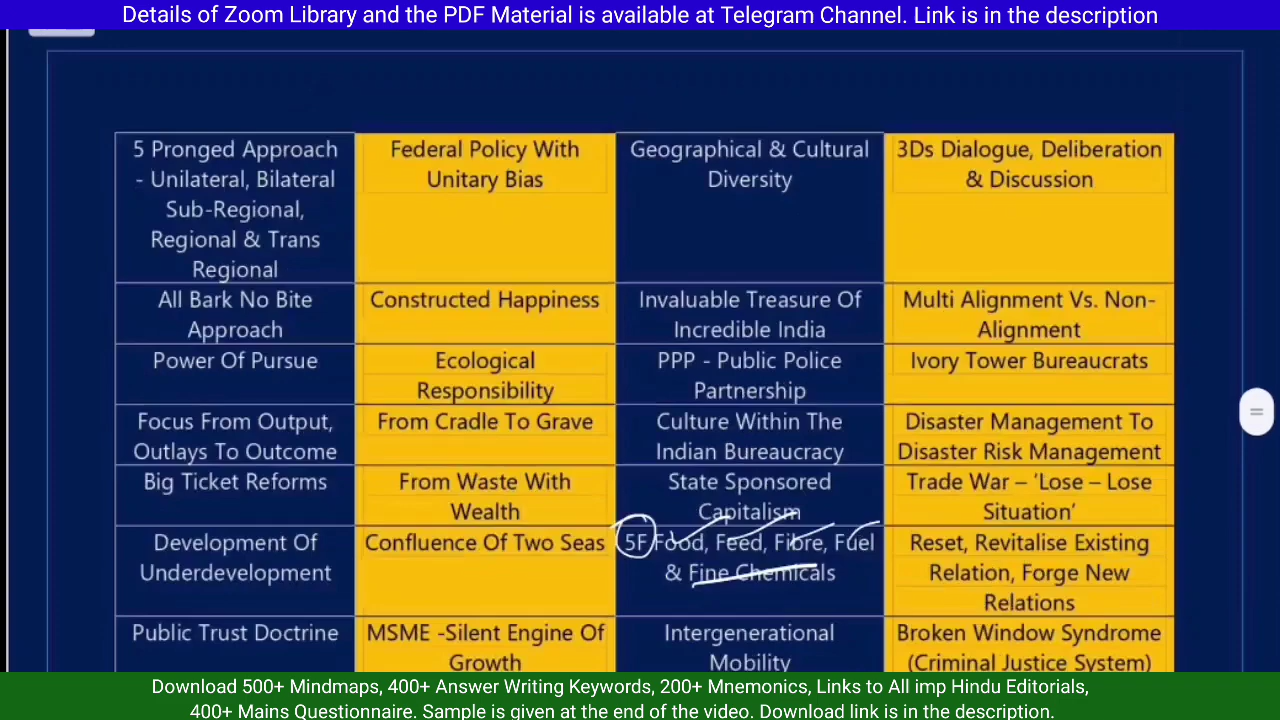 Details of Zoom Library and the PDF Material is available at Telegram Channel. Link is in the description
5 Pronged Approach
- Unilateral, Bilateral
Sub-Regional,
Regional & Trans
Regional
Federal Policy With
Unitary Bias
Geographical & Cultural
Diversity
3Ds Dialogue, Deliberation
& Discussion
All Bark No Bite
Approach
Constructed Happiness
Invaluable Treasure Of
Incredible India
Multi Alignment Vs. Non-
Alignment
Power Of Pursue
Ecological
Responsibility
PPP - Public Police
Partnership
Ivory Tower Bureaucrats
Focus From Output,
Outlays To Outcome
From Cradle To Grave
Culture Within The
Indian Bureaucracy
Disaster Management To
Disaster Risk Management
Big Ticket Reforms
From Waste With
Wealth
State Sponsored
Capitalism
Trade War – ‘Lose – Lose
Situation’
Development Of
Underdevelopment
Confluence Of Two Seas
5F Food, Feed, Fibre, Fuel
& Fine Chemicals
Reset, Revitalise Existing
Relation, Forge New
Relations
Public Trust Doctrine
MSME -Silent Engine Of
Growth
Intergenerational
Mobility
Broken Window Syndrome
(Criminal Justice System)
Download 500+ Mindmaps, 400+ Answer Writing Keywords, 200+ Mnemonics, Links to All imp Hindu Editorials,
400+ Mains Questionnaire. Sample is given at the end of the video. Download link is in the description.